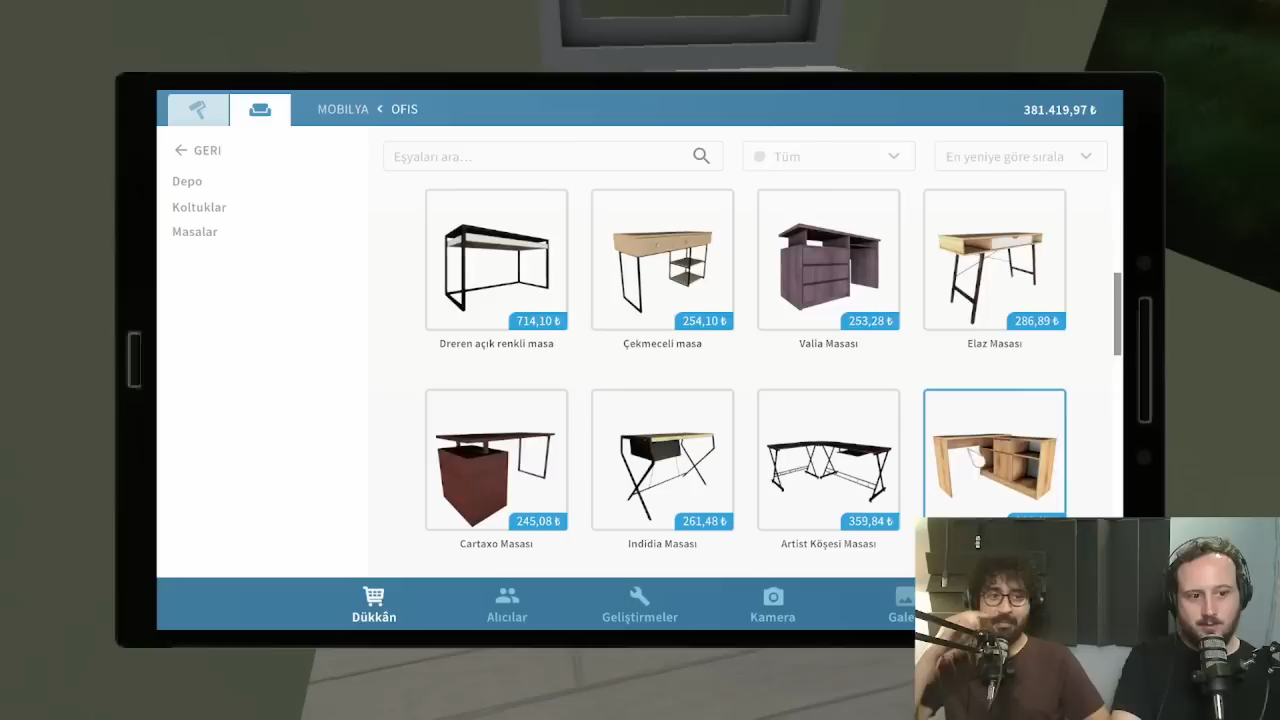 MOBILYA < OFIS
381.419,97 ₺
GERI
Depo
Koltuklar
Masalar
Eşyaları ara...
Tüm
En yeniye göre sırala
714,10 ₺
254,10 ₺
253,28 ₺
286,89 ₺
Dreren açık renkli masa
Çekmeceli masa
Valia Masası
Elaz Masası
245,08 ₺
261,48 ₺
359,84 ₺
Cartaxo Masası
Indidia Masası
Artist Köşesi Masası
Dükkân
Alıcılar
Geliştirmeler
Kamera
Gale